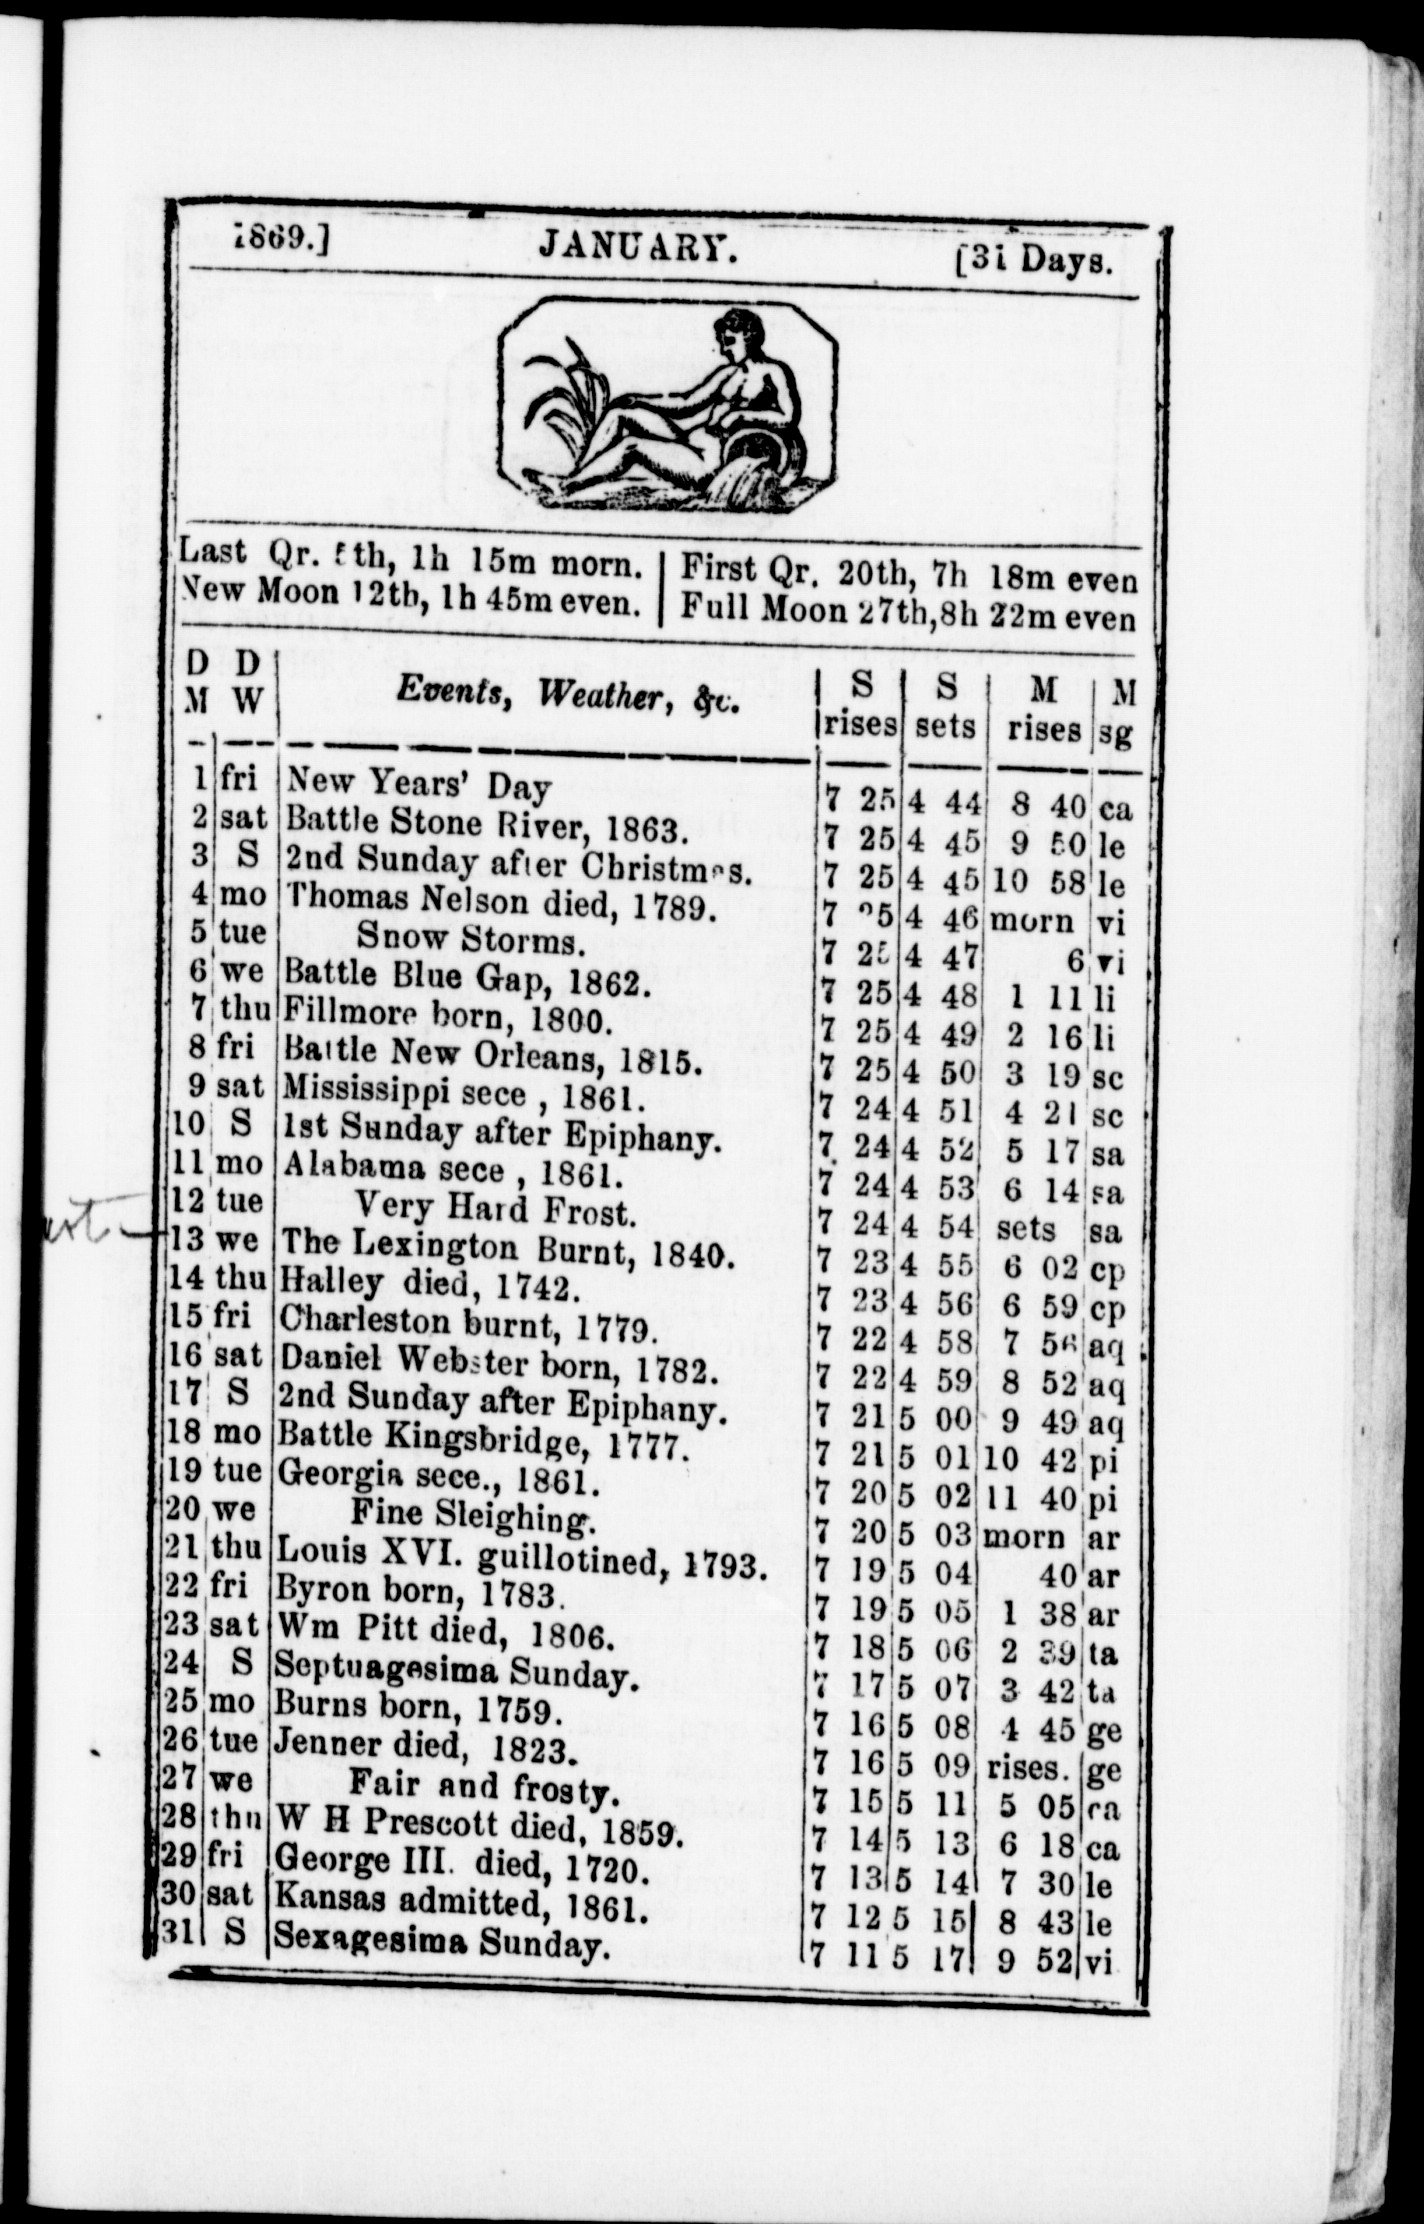 1869.] JANUARY. [31 Days.
Last Qr. 5th, 1h 15m morn. | First Qr. 20th, 7h 18m even
New Moon 12th, 1h 45m even. | Full Moon 27th, 8h 22m even
D D | | S | S | M | M
M W | Events, Weather, &c. | rises | sets | rises | sg
1 fri New Years' Day 7 25 4 44 8 40 ca
2 sat Battle Stone River, 1863. 7 25 4 45 9 50 le
3 S 2nd Sunday after Christmas. 7 25 4 45 10 58 le
4 mo Thomas Nelson died, 1789. 7 25 4 46 morn vi
5 tue Snow Storms. 7 25 4 47 6 vi
6 we Battle Blue Gap, 1862. 7 25 4 48 1 11 li
7 thu Fillmore born, 1800. 7 25 4 49 2 16 li
8 fri Battle New Orleans, 1815. 7 25 4 50 3 19 sc
9 sat Mississippi sece , 1861. 7 24 4 51 4 21 sc
10 S 1st Sunday after Epiphany. 7 24 4 52 5 17 sa
11 mo Alabama sece , 1861. 7 24 4 53 6 14 sa
12 tue Very Hard Frost. 7 24 4 54 sets sa
13 we The Lexington Burnt, 1840. 7 23 4 55 6 02 cp
14 thu Halley died, 1742. 7 23 4 56 6 59 cp
15 fri Charleston burnt, 1779. 7 22 4 58 7 56 aq
16 sat Daniel Webster born, 1782. 7 22 4 59 8 52 aq
17 S 2nd Sunday after Epiphany. 7 21 5 00 9 49 aq
18 mo Battle Kingsbridge, 1777. 7 21 5 01 10 42 pi
19 tue Georgia sece., 1861. 7 20 5 02 11 40 pi
20 we Fine Sleighing. 7 20 5 03 morn ar
21 thu Louis XVI. guillotined, 1793. 7 19 5 04 40 ar
22 fri Byron born, 1783. 7 19 5 05 1 38 ar
23 sat Wm Pitt died, 1806. 7 18 5 06 2 39 ta
24 S Septuagesima Sunday. 7 17 5 07 3 42 ta
25 mo Burns born, 1759. 7 16 5 08 4 45 ge
26 tue Jenner died, 1823. 7 16 5 09 rises. ge
27 we Fair and frosty. 7 15 5 11 5 05 ca
28 thu W H Prescott died, 1859. 7 14 5 13 6 18 ca
29 fri George III. died, 1720. 7 13 5 14 7 30 le
30 sat Kansas admitted, 1861. 7 12 5 15 8 43 le
31 S Sexagesima Sunday. 7 11 5 17 9 52 vi